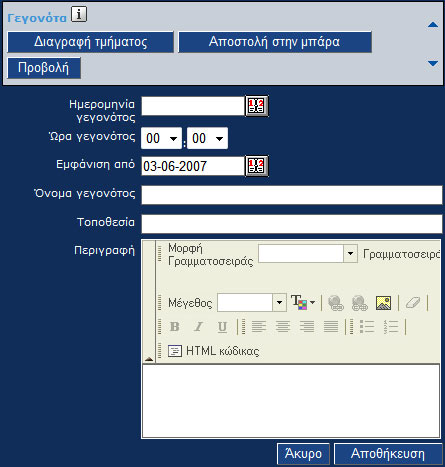 Γεγονότα i
Διαγραφή τμήματος Αποστολή στην μπάρα
Προβολή
Ημερομηνία
γεγονότος
Ώρα γεγονότος 00 : 00
Εμφάνιση από 03-06-2007
Όνομα γεγονότος
Τοποθεσία
Περιγραφή
Μορφή
Γραμματοσειράς
Γραμματοσειρά
Μέγεθος T
B I U
HTML κώδικας
Άκυρο Αποθήκευση